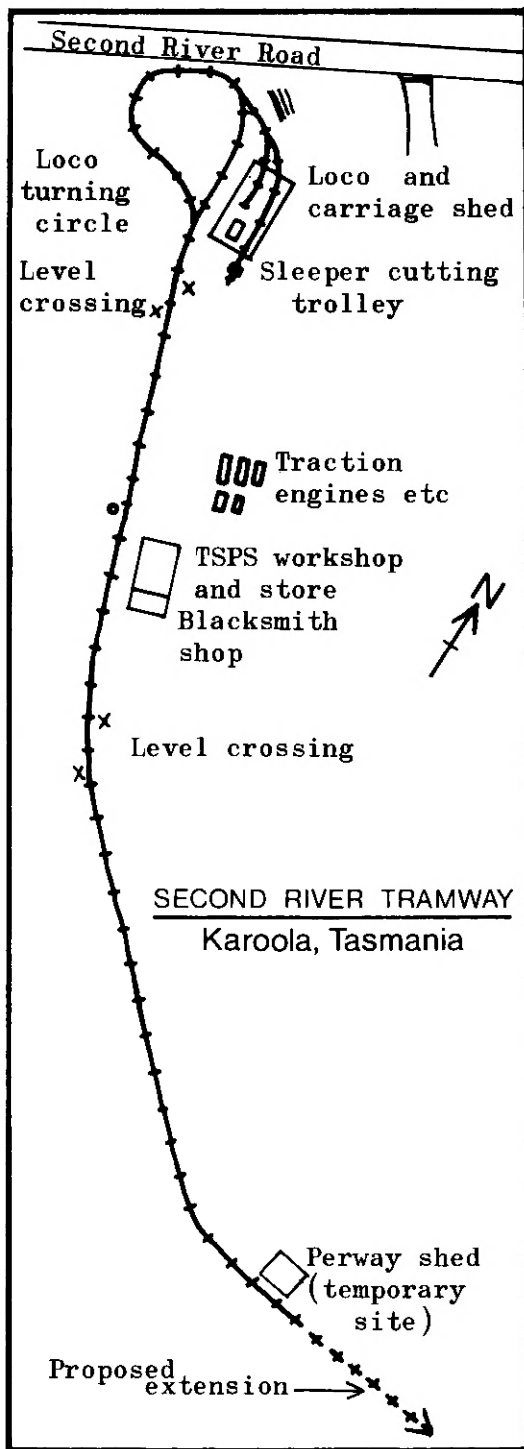 Second River Road
Loco
turning
circle
Loco and
carriage shed
Level
crossing
Sleeper cutting
trolley
Traction
engines etc
TSPS workshop
and store
Blacksmith
shop
N
Level crossing
SECOND RIVER TRAMWAY
Karoola, Tasmania
Perway shed
(temporary
site)
Proposed
extension